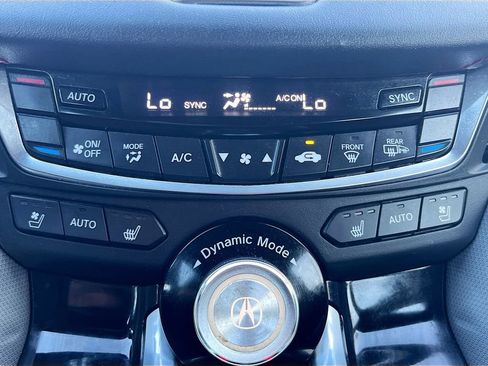 AUTO Lo SYNC A/C ON Lo SYNC
ON/ OFF MODE A/C FRONT REAR
AUTO AUTO
Dynamic Mode